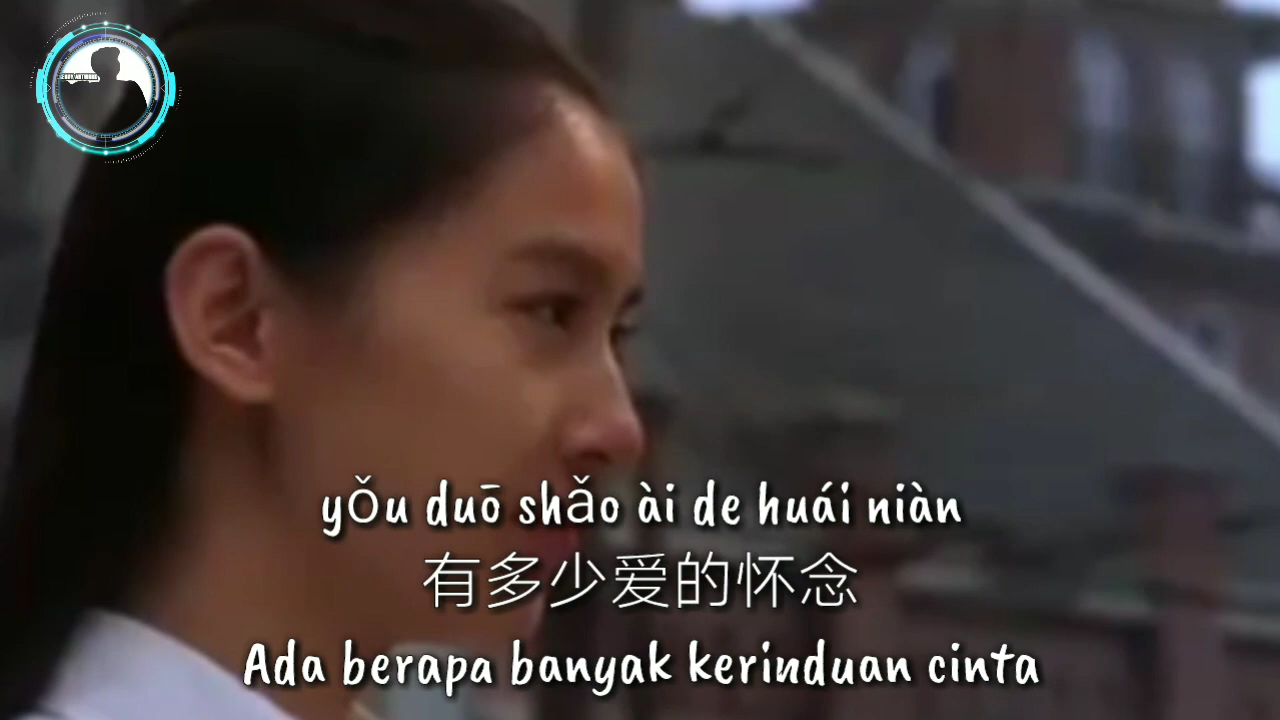 yǒu duō shǎo ài de huái niàn
有多少爱的怀念
Ada berapa banyak kerinduan cinta